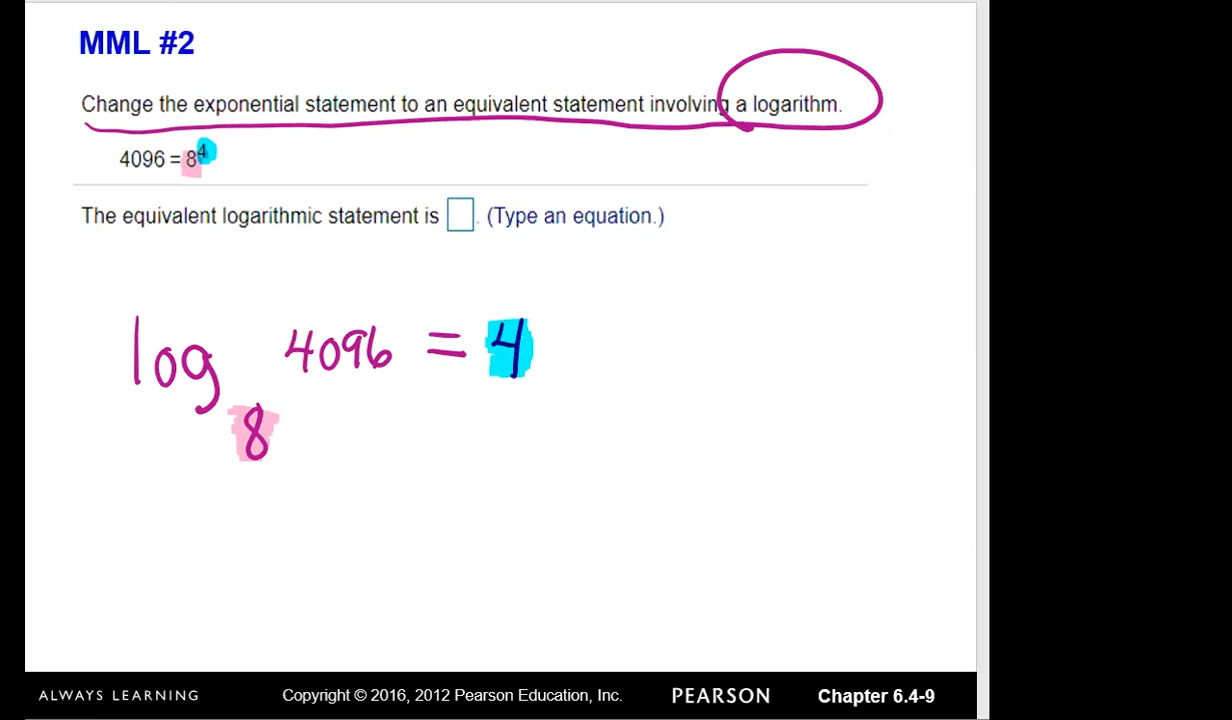 MML #2
Change the exponential statement to an equivalent statement involving a logarithm.
4096 = 8⁴
The equivalent logarithmic statement is □. (Type an equation.)
log₈ 4096 = 4
ALWAYS LEARNING Copyright © 2016, 2012 Pearson Education, Inc. PEARSON Chapter 6.4-9